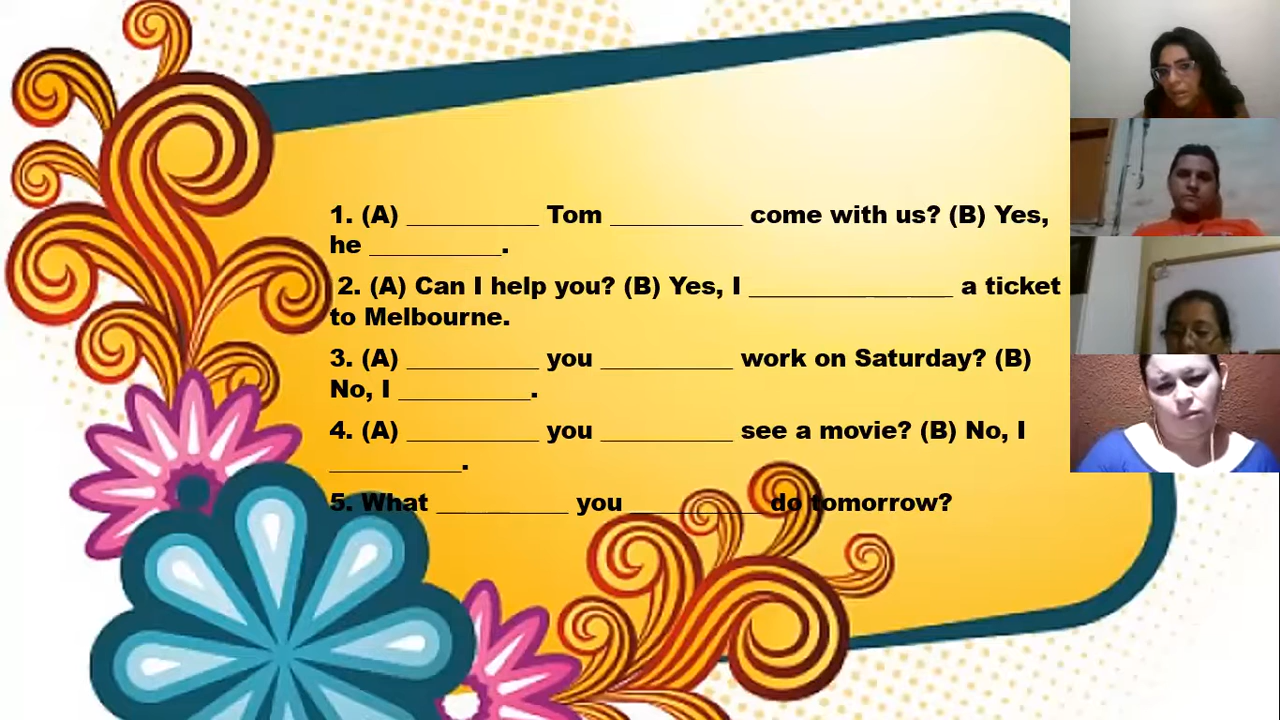 1. (A) __________ Tom __________ come with us? (B) Yes,
he __________.
2. (A) Can I help you? (B) Yes, I _______________ a ticket
to Melbourne.
3. (A) __________ you __________ work on Saturday? (B)
No, I __________.
4. (A) __________ you __________ see a movie? (B) No, I
__________.
5. What __________ you __________ do tomorrow?